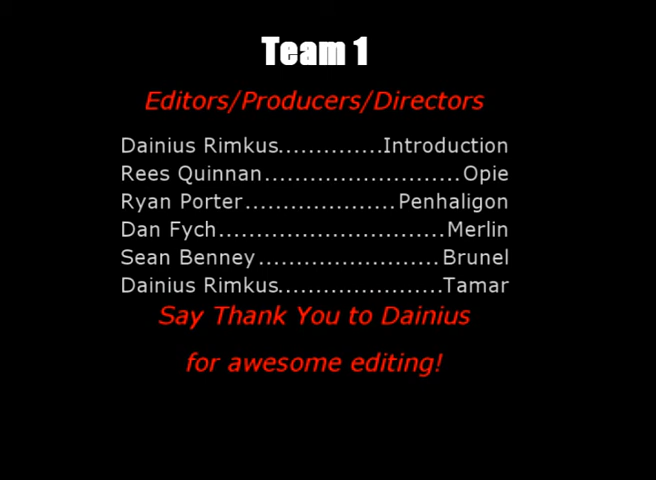 Team 1
Editors/Producers/Directors
Dainius Rimkus..............Introduction
Rees Quinnan..........................Opie
Ryan Porter....................Penhaligon
Dan Fych..............................Merlin
Sean Benney........................Brunel
Dainius Rimkus......................Tamar
Say Thank You to Dainius
for awesome editing!